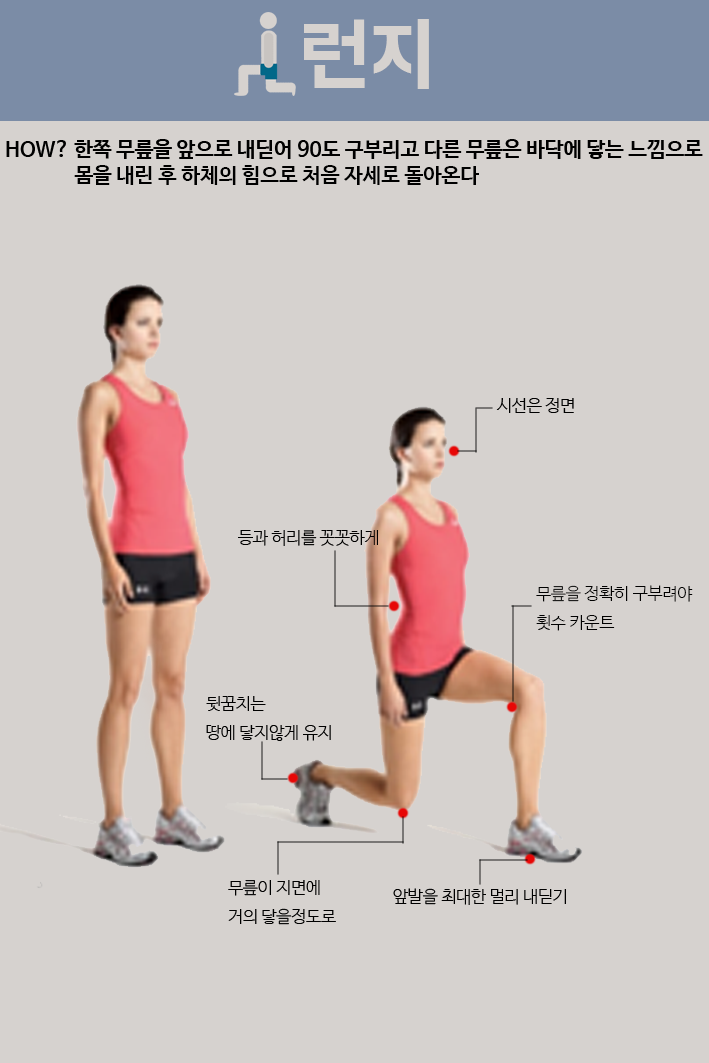 런지
HOW? 한쪽 무릎을 앞으로 내딛어 90도 구부리고 다른 무릎은 바닥에 닿는 느낌으로
몸을 내린 후 하체의 힘으로 처음 자세로 돌아온다
시선은 정면
등과 허리를 꼿꼿하게
무릎을 정확히 구부려야
횟수 카운트
뒷꿈치는
땅에 닿지않게 유지
무릎이 지면에
거의 닿을정도로
앞발을 최대한 멀리 내딛기